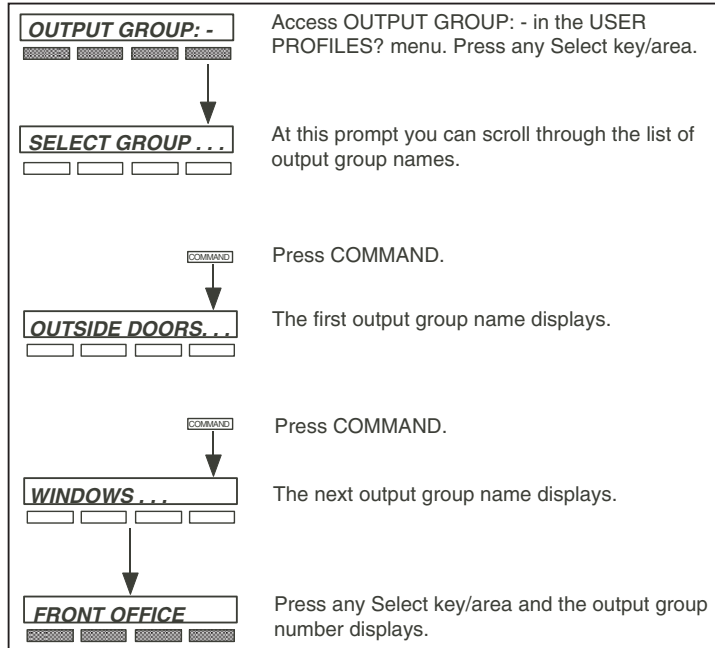 OUTPUT GROUP: -
Access OUTPUT GROUP: - in the USER
PROFILES? menu. Press any Select key/area.
SELECT GROUP . . .
At this prompt you can scroll through the list of
output group names.
COMMAND
Press COMMAND.
OUTSIDE DOORS. . .
The first output group name displays.
COMMAND
Press COMMAND.
WINDOWS . . .
The next output group name displays.
FRONT OFFICE
Press any Select key/area and the output group
number displays.